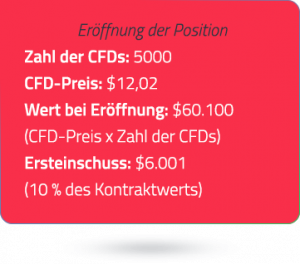 Eröffnung der Position
Zahl der CFDs: 5000
CFD-Preis: $12,02
Wert bei Eröffnung: $60.100
(CFD-Preis x Zahl der CFDs)
Ersteinschuss: $6.001
(10 % des Kontraktwerts)